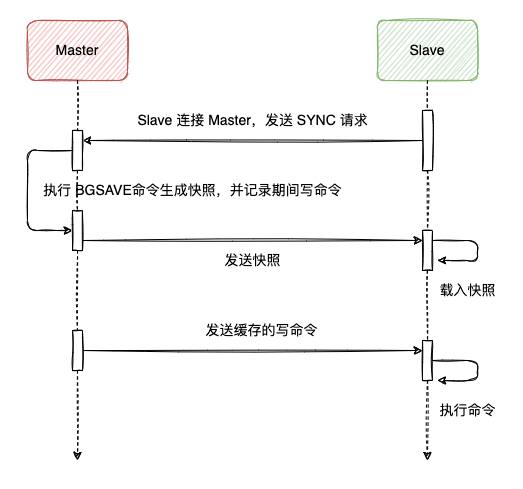 Master
Slave
Slave 连接 Master，发送 SYNC 请求
执行 BGSAVE命令生成快照，并记录期间写命令
发送快照
载入快照
发送缓存的写命令
执行命令